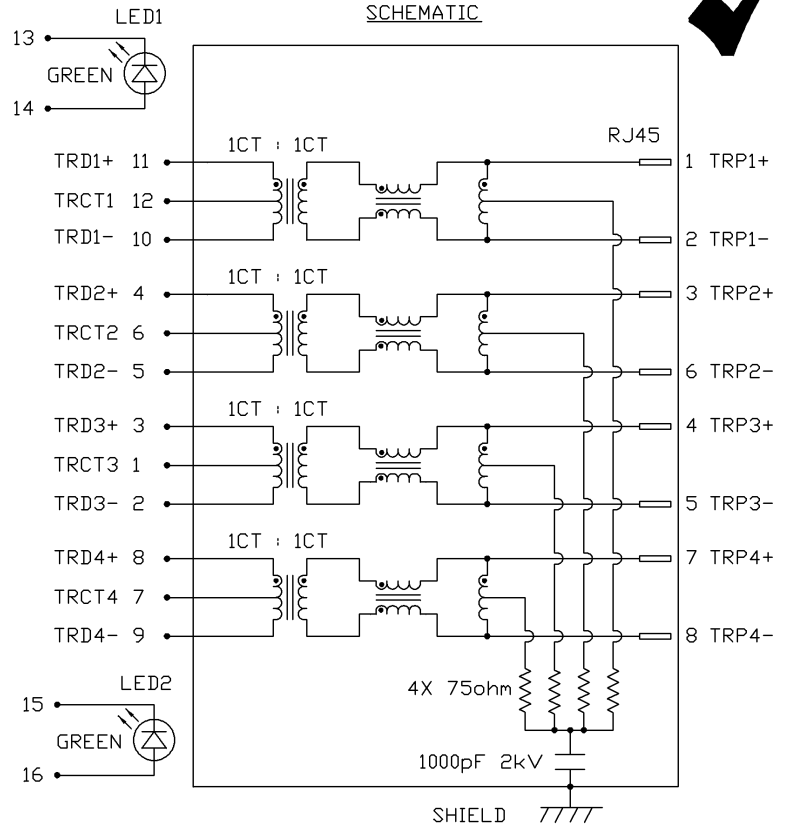 SCHEMATIC
LED1
13
GREEN
14
RJ45
1CT : 1CT
TRD1+ 11
1 TRP1+
TRCT1 12
TRD1- 10
2 TRP1-
1CT : 1CT
TRD2+ 4
3 TRP2+
TRCT2 6
TRD2- 5
6 TRP2-
1CT : 1CT
TRD3+ 3
4 TRP3+
TRCT3 1
TRD3- 2
5 TRP3-
1CT : 1CT
TRD4+ 8
7 TRP4+
TRCT4 7
TRD4- 9
8 TRP4-
LED2
4X 75ohm
15
GREEN
16
1000pF 2kV
SHIELD